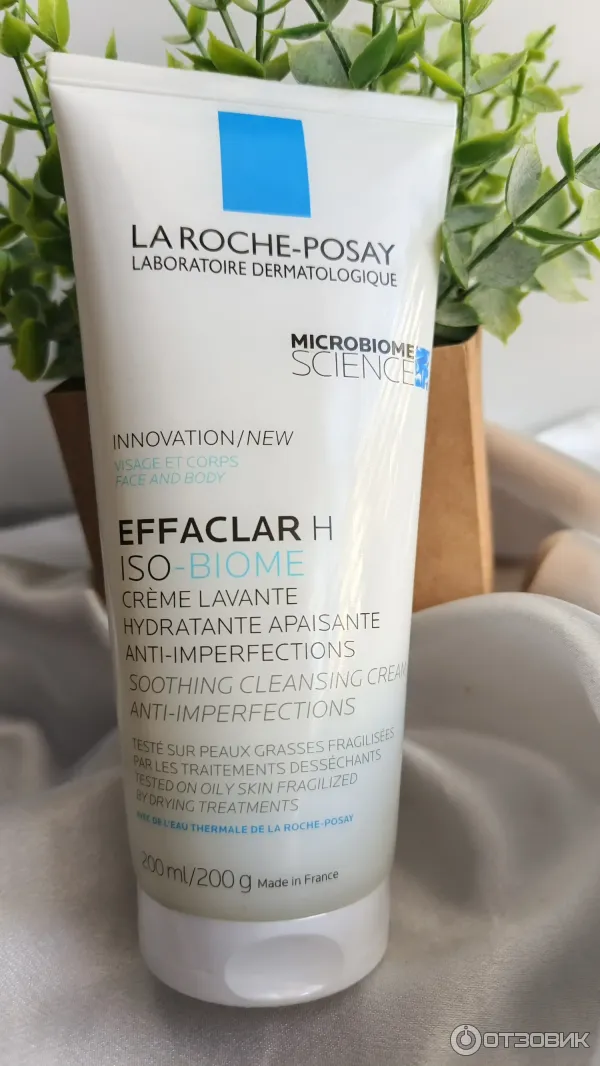 LA ROCHE-POSAY
LABORATOIRE DERMATOLOGIQUE
MICROBIOME
SCIENCE
INNOVATION/NEW
VISAGE ET CORPS
FACE AND BODY
EFFACLAR H
ISO-BIOME
CRÈME LAVANTE
HYDRATANTE APAISANTE
ANTI-IMPERFECTIONS
SOOTHING CLEANSING CREAM
ANTI-IMPERFECTIONS
TESTÉ SUR PEAUX GRASSES FRAGILISÉES
PAR LES TRAITEMENTS DESSÉCHANTS
TESTED ON OILY SKIN FRAGILIZED
BY DRYING TREATMENTS
AVEC DE L'EAU THERMALE DE LA ROCHE-POSAY
200 ml/200 g Made in France
ОТЗОВИК